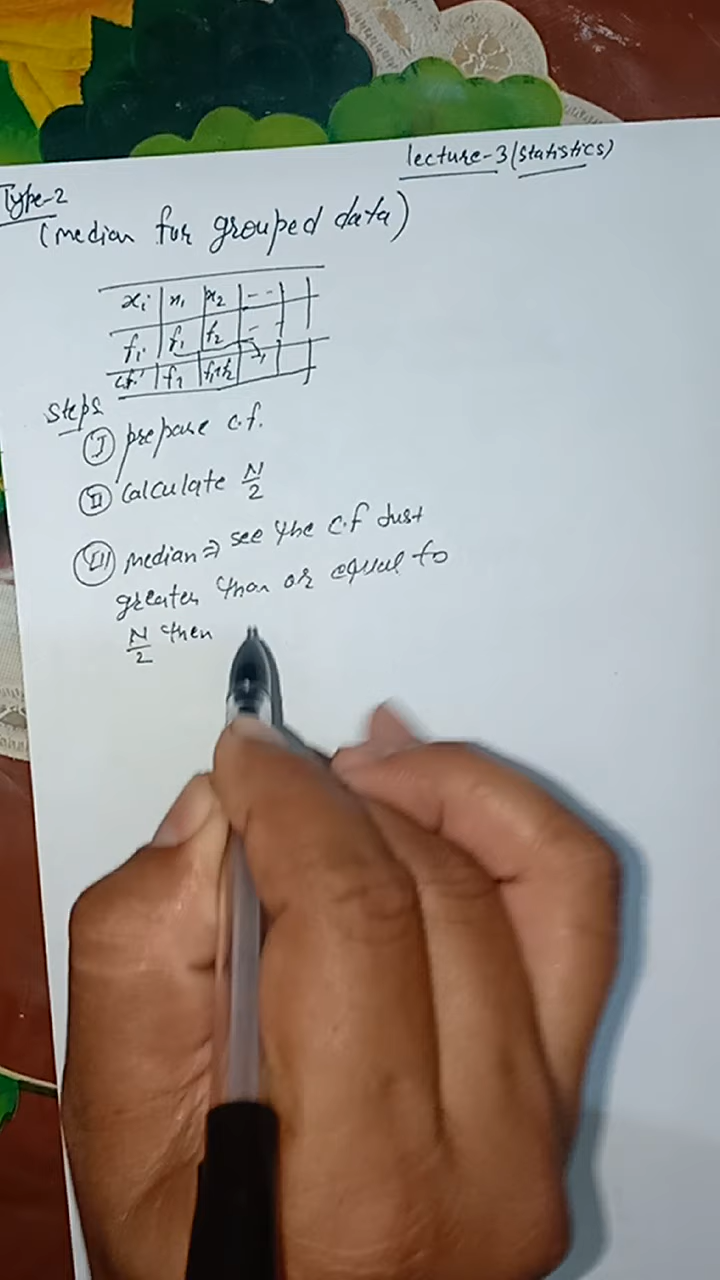 lecture-3(statistics)
Type-2
(median for grouped data)
xi x1 x2 --
fi f1 f2 --
cf f1 f1+f2
Steps
I prepare c.f.
II calculate N/2
III median⇒ see the c.f Just
greater than or equal to
N/2 then